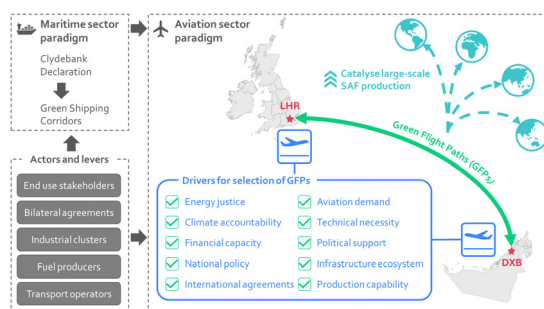 Maritime sector
paradigm
Clydebank
Declaration
Green Shipping
Corridors
Actors and levers
End use stakeholders
Bilateral agreements
Industrial clusters
Fuel producers
Transport operators
Aviation sector
paradigm
Catalyse large-scale
SAF production
LHR
Green Flight Paths (GFPs)
DXB
Drivers for selection of GFPs
Energy justice
Climate accountability
Financial capacity
National policy
International agreements
Aviation demand
Technical necessity
Political support
Infrastructure ecosystem
Production capability